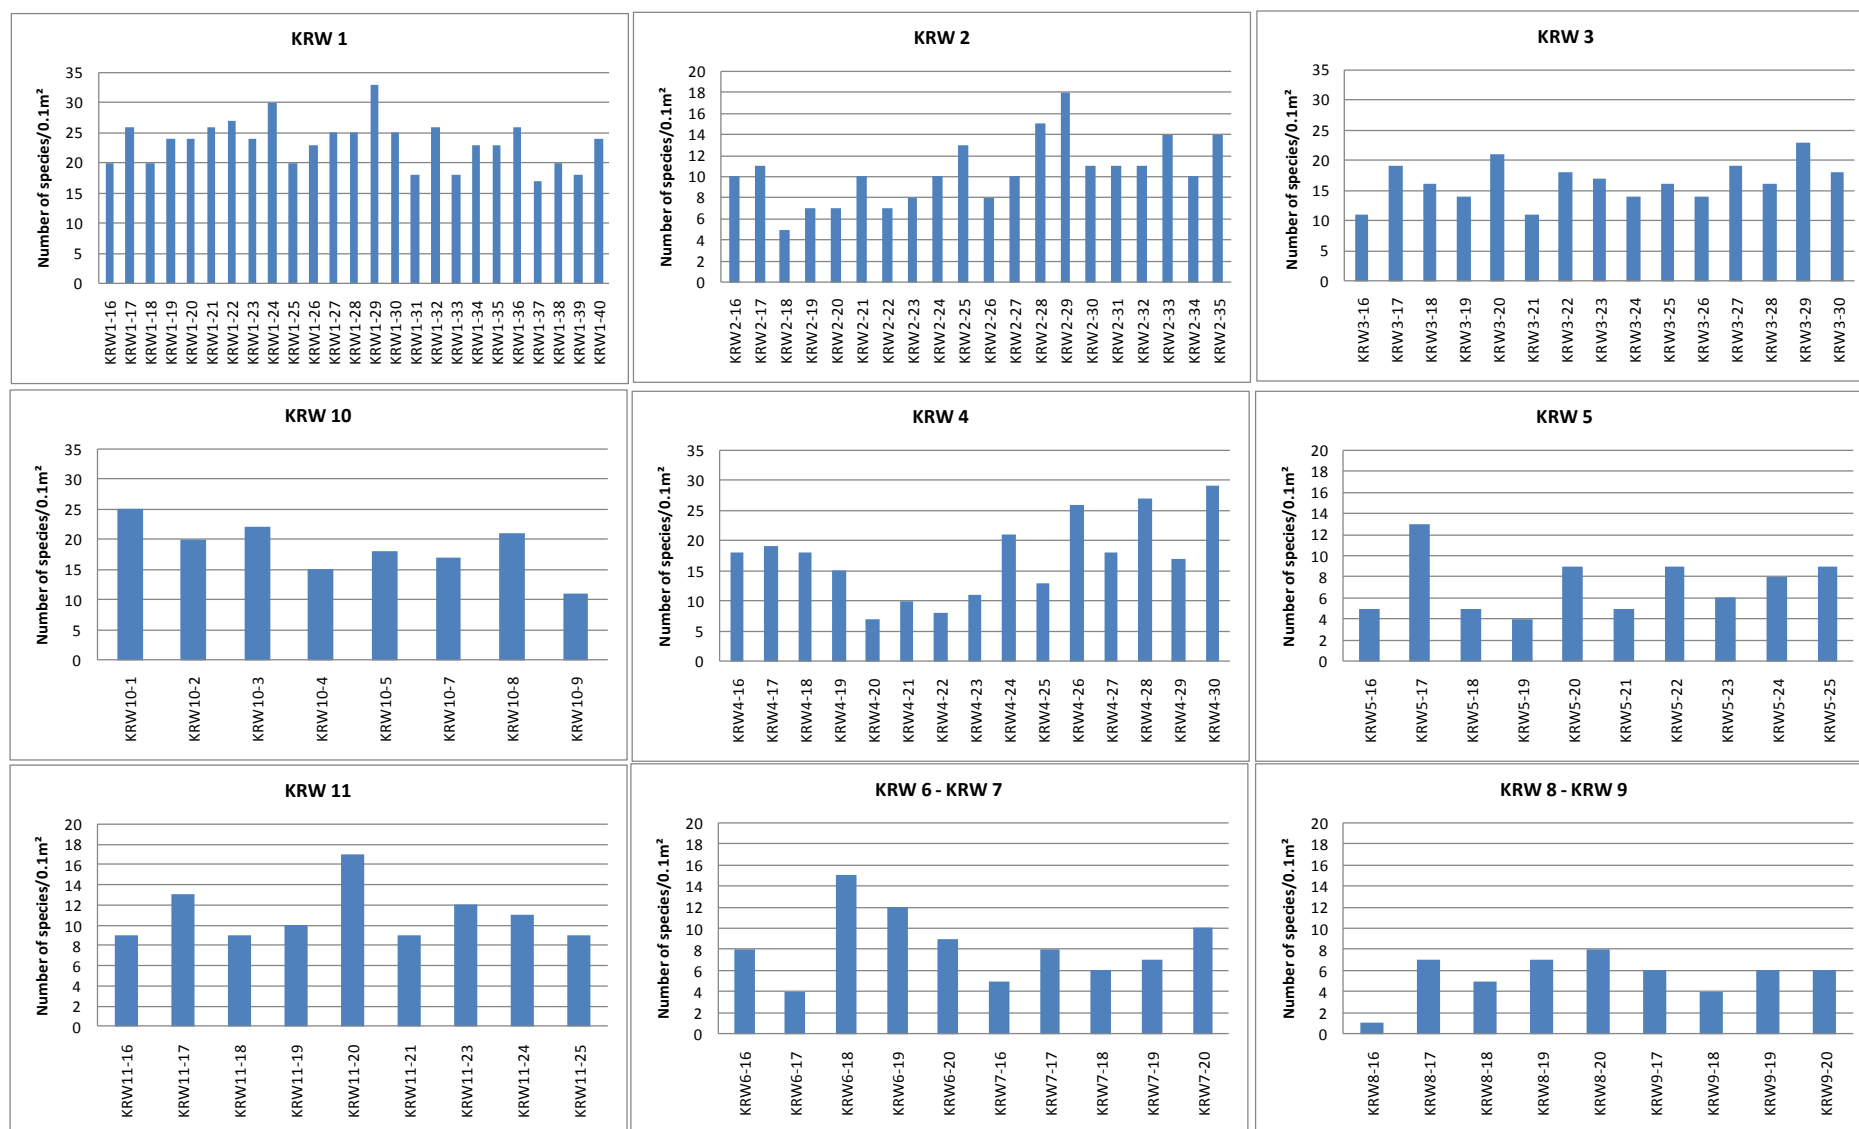 KRW 1
Number of species/0.1m²
35
30
25
20
15
10
5
0
KRW1-16
KRW1-17
KRW1-18
KRW1-19
KRW1-20
KRW1-21
KRW1-22
KRW1-23
KRW1-24
KRW1-25
KRW1-26
KRW1-27
KRW1-28
KRW1-29
KRW1-30
KRW1-31
KRW1-32
KRW1-33
KRW1-34
KRW1-35
KRW1-36
KRW1-37
KRW1-38
KRW1-39
KRW1-40
KRW 2
Number of species/0.1m²
20
18
16
14
12
10
8
6
4
2
0
KRW2-16
KRW2-17
KRW2-18
KRW2-19
KRW2-20
KRW2-21
KRW2-22
KRW2-23
KRW2-24
KRW2-25
KRW2-26
KRW2-27
KRW2-28
KRW2-29
KRW2-30
KRW2-31
KRW2-32
KRW2-33
KRW2-34
KRW2-35
KRW 3
Number of species/0.1m²
35
30
25
20
15
10
5
0
KRW3-16
KRW3-17
KRW3-18
KRW3-19
KRW3-20
KRW3-21
KRW3-22
KRW3-23
KRW3-24
KRW3-25
KRW3-26
KRW3-27
KRW3-28
KRW3-29
KRW3-30
KRW 10
Number of species/0.1m²
35
30
25
20
15
10
5
0
KRW10-1
KRW10-2
KRW10-3
KRW10-4
KRW10-5
KRW10-7
KRW10-8
KRW10-9
KRW 4
Number of species/0.1m²
35
30
25
20
15
10
5
0
KRW4-16
KRW4-17
KRW4-18
KRW4-19
KRW4-20
KRW4-21
KRW4-22
KRW4-23
KRW4-24
KRW4-25
KRW4-26
KRW4-27
KRW4-28
KRW4-29
KRW4-30
KRW 5
Number of species/0.1m²
20
18
16
14
12
10
8
6
4
2
0
KRW5-16
KRW5-17
KRW5-18
KRW5-19
KRW5-20
KRW5-21
KRW5-22
KRW5-23
KRW5-24
KRW5-25
KRW 11
Number of species/0.1m²
20
18
16
14
12
10
8
6
4
2
0
KRW11-16
KRW11-17
KRW11-18
KRW11-19
KRW11-20
KRW11-21
KRW11-23
KRW11-24
KRW11-25
KRW 6 - KRW 7
Number of species/0.1m²
20
18
16
14
12
10
8
6
4
2
0
KRW6-16
KRW6-17
KRW6-18
KRW6-19
KRW6-20
KRW7-16
KRW7-17
KRW7-18
KRW7-19
KRW7-20
KRW 8 - KRW 9
Number of species/0.1m²
20
18
16
14
12
10
8
6
4
2
0
KRW8-16
KRW8-17
KRW8-18
KRW8-19
KRW8-20
KRW9-17
KRW9-18
KRW9-19
KRW9-20